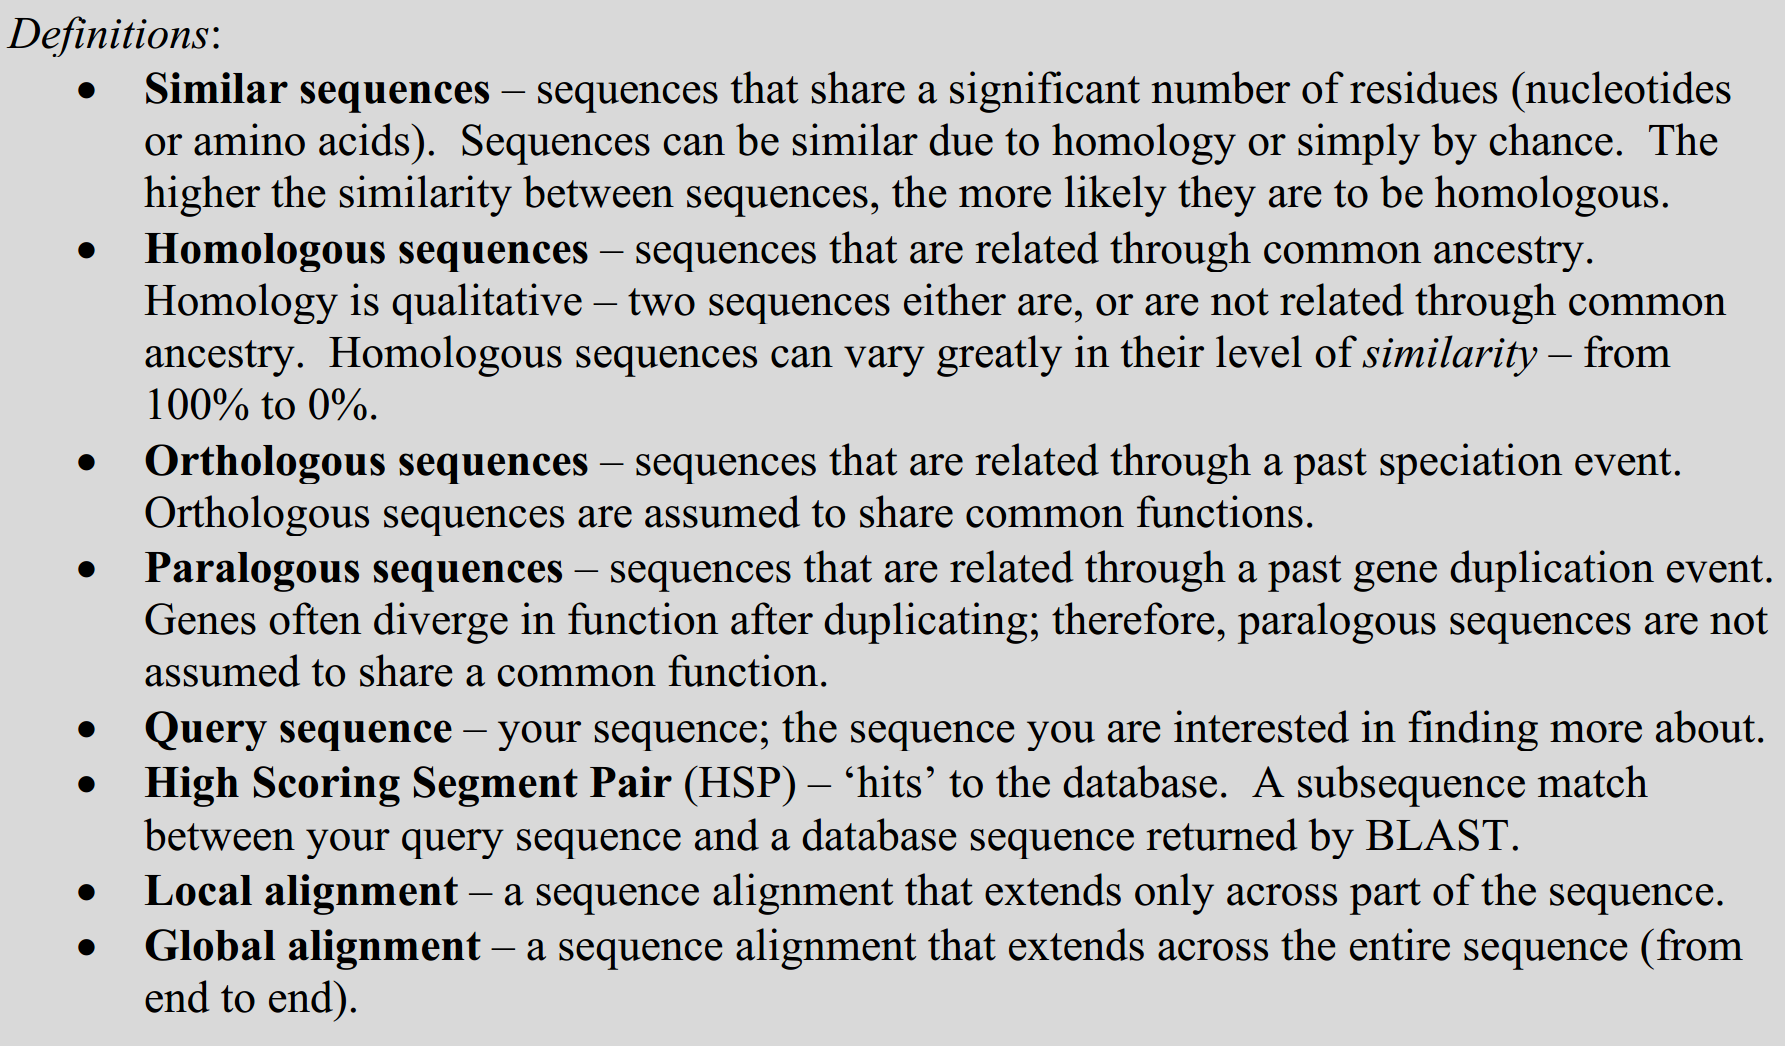 Definitions:
• Similar sequences – sequences that share a significant number of residues (nucleotides
or amino acids).  Sequences can be similar due to homology or simply by chance.  The
higher the similarity between sequences, the more likely they are to be homologous.
• Homologous sequences – sequences that are related through common ancestry.
Homology is qualitative – two sequences either are, or are not related through common
ancestry.  Homologous sequences can vary greatly in their level of similarity – from
100% to 0%.
• Orthologous sequences – sequences that are related through a past speciation event.
Orthologous sequences are assumed to share common functions.
• Paralogous sequences – sequences that are related through a past gene duplication event.
Genes often diverge in function after duplicating; therefore, paralogous sequences are not
assumed to share a common function.
• Query sequence – your sequence; the sequence you are interested in finding more about.
• High Scoring Segment Pair (HSP) – ‘hits’ to the database.  A subsequence match
between your query sequence and a database sequence returned by BLAST.
• Local alignment – a sequence alignment that extends only across part of the sequence.
• Global alignment – a sequence alignment that extends across the entire sequence (from
end to end).